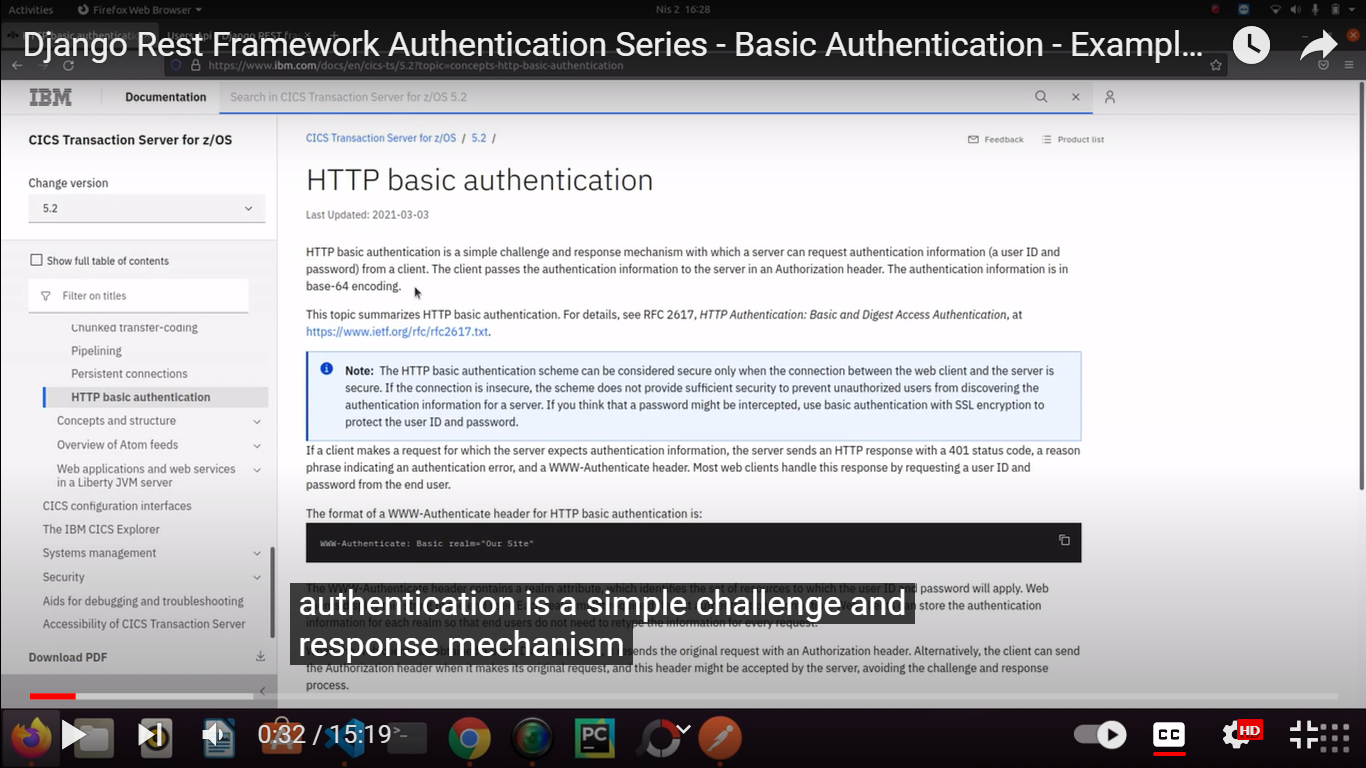 Activities
Firefox Web Browser
Nis 2 16:28
Django Rest Framework Authentication Series - Basic Authentication - Exampl...
https://www.ibm.com/docs/en/cics-ts/5.2?topic=concepts-http-basic-authentication
IBM
Documentation
Search in CICS Transaction Server for z/OS 5.2
CICS Transaction Server for z/OS
Change version
5.2
Show full table of contents
Filter on titles
Chunked transfer-coding
Pipelining
Persistent connections
HTTP basic authentication
Concepts and structure
Overview of Atom feeds
Web applications and web services
in a Liberty JVM server
CICS configuration interfaces
The IBM CICS Explorer
Systems management
Security
Aids for debugging and troubleshooting
Accessibility of CICS Transaction Server
Download PDF
CICS Transaction Server for z/OS / 5.2 /
Feedback
Product list
HTTP basic authentication
Last Updated: 2021-03-03
HTTP basic authentication is a simple challenge and response mechanism with which a server can request authentication information (a user ID and
password) from a client. The client passes the authentication information to the server in an Authorization header. The authentication information is in
base-64 encoding.
This topic summarizes HTTP basic authentication. For details, see RFC 2617, HTTP Authentication: Basic and Digest Access Authentication, at
https://www.ietf.org/rfc/rfc2617.txt.
Note: The HTTP basic authentication scheme can be considered secure only when the connection between the web client and the server is
secure. If the connection is insecure, the scheme does not provide sufficient security to prevent unauthorized users from discovering the
authentication information for a server. If you think that a password might be intercepted, use basic authentication with SSL encryption to
protect the user ID and password.
If a client makes a request for which the server expects authentication information, the server sends an HTTP response with a 401 status code, a reason
phrase indicating an authentication error, and a WWW-Authenticate header. Most web clients handle this response by requesting a user ID and
password from the end user.
The format of a WWW-Authenticate header for HTTP basic authentication is:
WWW-Authenticate: Basic realm="Our Site"
The WWW-Authenticate header contains a realm attribute, which identifies the set of resources to which the user ID and password will apply. Web
store the authentication
information for each realm so that end users do not need to retype the information for every request.
sends the original request with an Authorization header. Alternatively, the client can send
the Authorization header when it makes its original request, and this header might be accepted by the server, avoiding the challenge and response
process.
authentication is a simple challenge and
response mechanism
0:32 / 15:19
PC
CC
HD